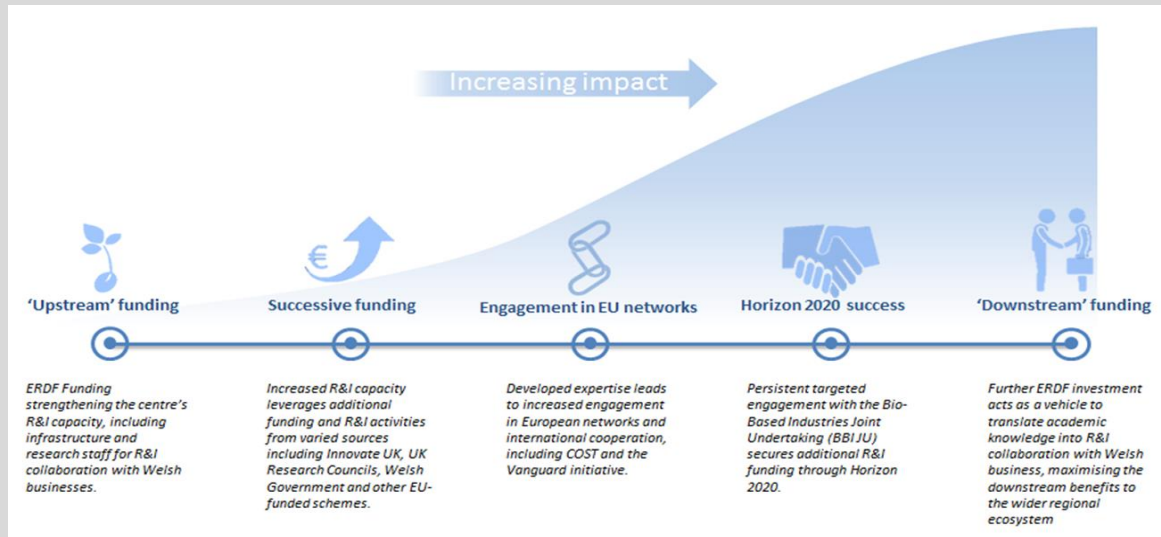 Increasing impact
€
'Upstream' funding
Successive funding
Engagement in EU networks
Horizon 2020 success
'Downstream' funding
ERDF Funding
strengthening the centre's
R&I capacity, including
infrastructure and
research staff for R&I
collaboration with Welsh
businesses.
Increased R&I capacity
leverages additional
funding and R&I activities
from varied sources
including Innovate UK, UK
Research Councils, Welsh
Government and other EU-
funded schemes.
Developed expertise leads
to increased engagement
in European networks and
international cooperation,
including COST and the
Vanguard initiative.
Persistent targeted
engagement with the Bio-
Based Industries Joint
Undertaking (BBI JU)
secures additional R&I
funding through Horizon
2020.
Further ERDF investment
acts as a vehicle to
translate academic
knowledge into R&I
collaboration with Welsh
business, maximising the
downstream benefits to
the wider regional
ecosystem